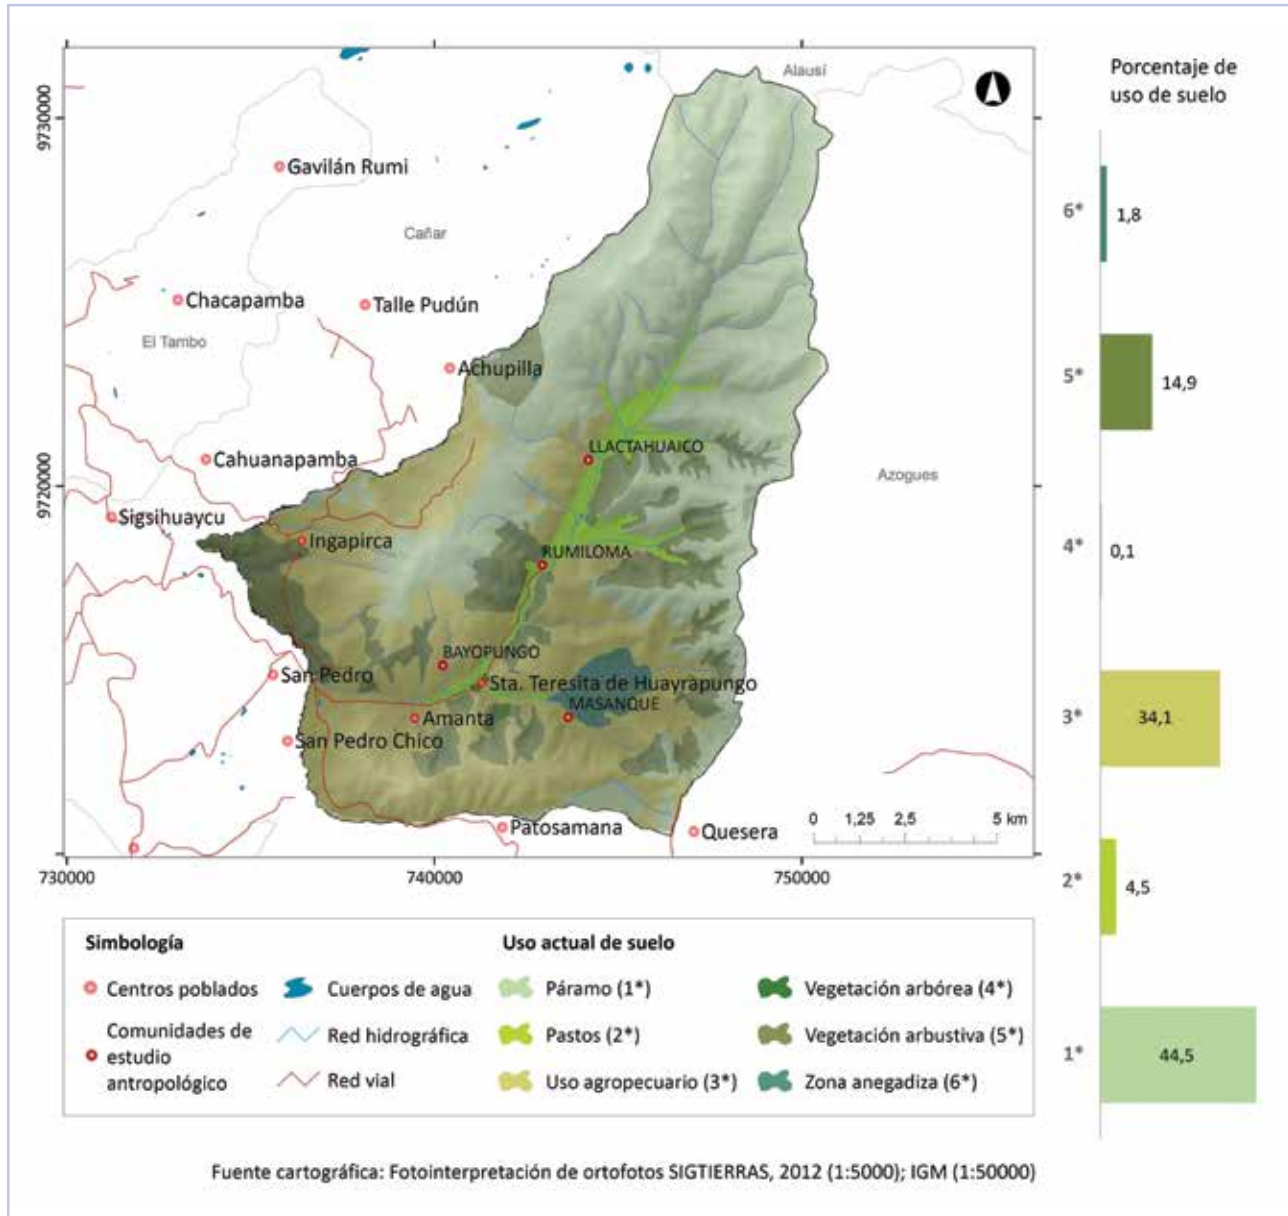 Porcentaje de
uso de suelo
Alausí
9730000
Gavilán Rumi
6*
1,8
Cañar
Chacapamba
Talle Pudún
El Tambo
Achupilla
5*
14,9
LLACTAHUAICO
Cahuanapamba
Azogues
9720000
Sigsihuaycu
Ingapirca
RUMILOMA
4*
0,1
BAYOPUNGO
San Pedro
Sta. Teresita de Huayrapungo
MASANQUE
Amanta
3*
34,1
San Pedro Chico
Patosamana
Quesera
0 1,25 2,5 5 km
730000 740000 750000
2*
4,5
Simbología
Centros poblados
Comunidades de
estudio
antropológico
Cuerpos de agua
Red hidrográfica
Red vial
Uso actual de suelo
Páramo (1*)
Pastos (2*)
Uso agropecuario (3*)
Vegetación arbórea (4*)
Vegetación arbustiva (5*)
Zona anegadiza (6*)
1*
44,5
Fuente cartográfica: Fotointerpretación de ortofotos SIGTIERRAS, 2012 (1:5000); IGM (1:50000)